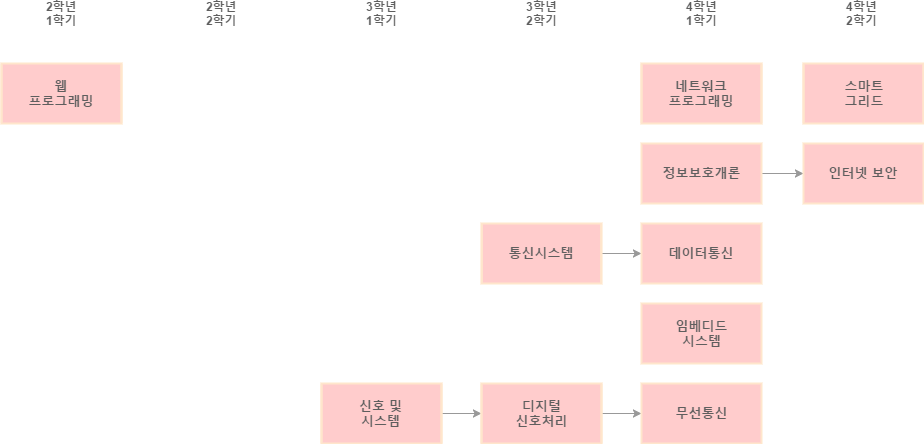 2학년
1학기
2학년
2학기
3학년
1학기
3학년
2학기
4학년
1학기
4학년
2학기
웹
프로그래밍
네트워크
프로그래밍
스마트
그리드
정보보호개론
인터넷 보안
통신시스템
데이터통신
임베디드
시스템
신호 및
시스템
디지털
신호처리
무선통신